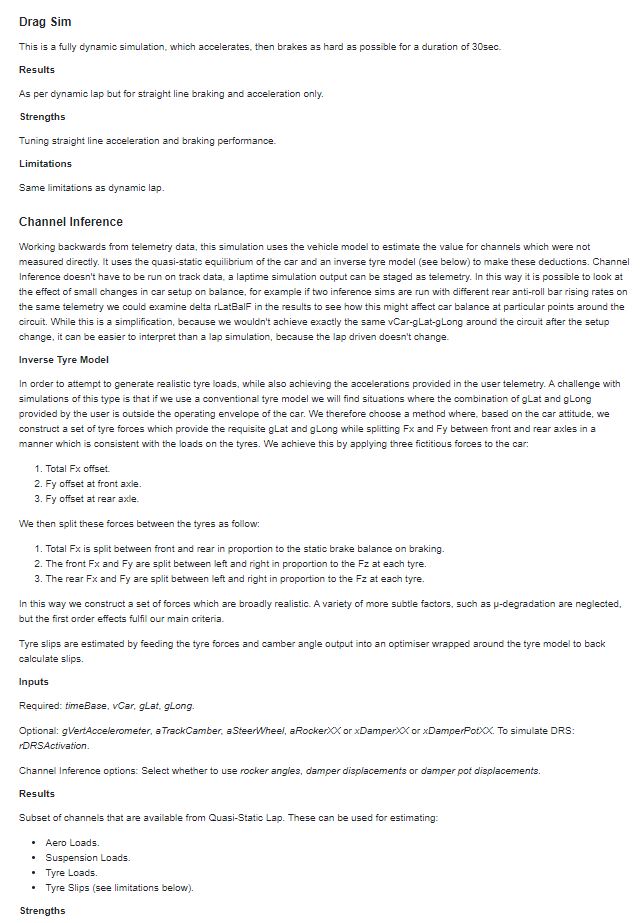 Drag Sim
This is a fully dynamic simulation, which accelerates, then brakes as hard as possible for a duration of 30sec.
Results
As per dynamic lap but for straight line braking and acceleration only.
Strengths
Tuning straight line acceleration and braking performance.
Limitations
Same limitations as dynamic lap.
Channel Inference
Working backwards from telemetry data, this simulation uses the vehicle model to estimate the value for channels which were not
measured directly. It uses the quasi-static equilibrium of the car and an inverse tyre model (see below) to make these deductions. Channel
Inference doesn't have to be run on track data, a laptime simulation output can be staged as telemetry. In this way it is possible to look at
the effect of small changes in car setup on balance, for example if two inference sims are run with different rear anti-roll bar rising rates on
the same telemetry we could examine delta rLatBalF in the results to see how this might affect car balance at particular points around the
circuit. While this is a simplification, because we wouldn't achieve exactly the same vCar-gLat-gLong around the circuit after the setup
change, it can be easier to interpret than a lap simulation, because the lap driven doesn't change.
Inverse Tyre Model
In order to attempt to generate realistic tyre loads, while also achieving the accelerations provided in the user telemetry. A challenge with
simulations of this type is that if we use a conventional tyre model we will find situations where the combination of gLat and gLong
provided by the user is outside the operating envelope of the car. We therefore choose a method where, based on the car attitude, we
construct a set of tyre forces which provide the requisite gLat and gLong while splitting Fx and Fy between front and rear axles in a
manner which is consistent with the loads on the tyres. We achieve this by applying three fictitious forces to the car:
1. Total Fx offset.
2. Fy offset at front axle.
3. Fy offset at rear axle.
We then split these forces between the tyres as follow:
1. Total Fx is split between front and rear in proportion to the static brake balance on braking.
2. The front Fx and Fy are split between left and right in proportion to the Fz at each tyre.
3. The rear Fx and Fy are split between left and right in proportion to the Fz at each tyre.
In this way we construct a set of forces which are broadly realistic. A variety of more subtle factors, such as μ-degradation are neglected,
but the first order effects fulfil our main criteria.
Tyre slips are estimated by feeding the tyre forces and camber angle output into an optimiser wrapped around the tyre model to back
calculate slips.
Inputs
Required: timeBase, vCar, gLat, gLong.
Optional: gVertAccelerometer, aTrackCamber, aSteerWheel, aRockerXX or xDamperXX or xDamperPotXX. To simulate DRS:
rDRSActivation.
Channel Inference options: Select whether to use rocker angles, damper displacements or damper pot displacements.
Results
Subset of channels that are available from Quasi-Static Lap. These can be used for estimating:
• Aero Loads.
• Suspension Loads.
• Tyre Loads.
• Tyre Slips (see limitations below).
Strengths